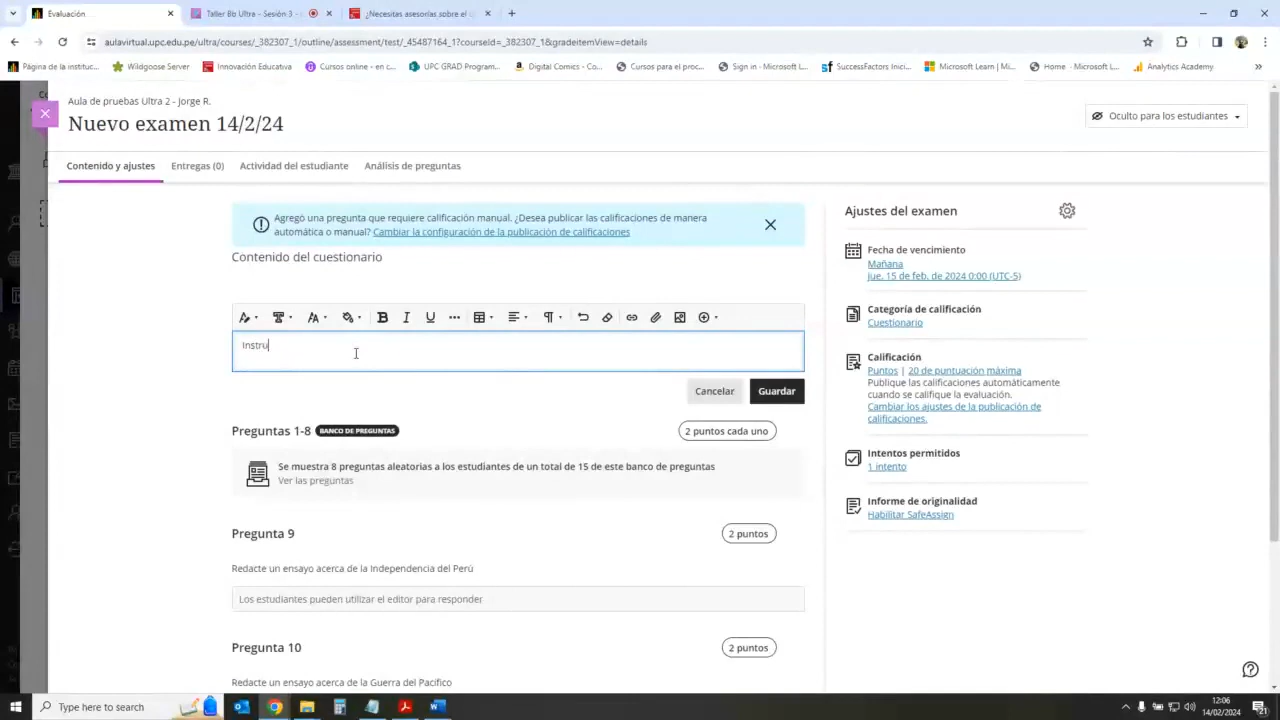 Evaluación
Taller Bb Ultra - Sesión 3 -
¿Necesitas asesorías sobre el
aulavirtual.upc.edu.pe/ultra/courses/_382307_1/outline/assessment/test/_45487164_1?courseId=_382307_1&gradeitemView=details
Página de la instituc...
Wildgoose Server
Innovación Educativa
Cursos online - en c...
UPC GRAD Program...
Digital Comics - Co...
Cursos para el proc...
Sign in - Microsoft L...
SuccessFactors Inici...
Microsoft Learn | Mi...
Home - Microsoft L...
Analytics Academy
Aula de pruebas Ultra 2 - Jorge R.
Nuevo examen 14/2/24
Oculto para los estudiantes
Contenido y ajustes
Entregas (0)
Actividad del estudiante
Análisis de preguntas
Agregó una pregunta que requiere calificación manual. ¿Desea publicar las calificaciones de manera
automática o manual? Cambiar la configuración de la publicación de calificaciones
Contenido del cuestionario
Instru
Cancelar
Guardar
Preguntas 1-8 BANCO DE PREGUNTAS
2 puntos cada uno
Se muestra 8 preguntas aleatorias a los estudiantes de un total de 15 de este banco de preguntas
Ver las preguntas
Pregunta 9
2 puntos
Redacte un ensayo acerca de la Independencia del Perú
Los estudiantes pueden utilizar el editor para responder
Pregunta 10
2 puntos
Redacte un ensayo acerca de la Guerra del Pacífico
Ajustes del examen
Fecha de vencimiento
Mañana
jue. 15 de feb. de 2024 0:00 (UTC-5)
Categoría de calificación
Cuestionario
Calificación
Puntos | 20 de puntuación máxima
Publique las calificaciones automáticamente
cuando se califique la evaluación.
Cambiar los ajustes de la publicación de
calificaciones.
Intentos permitidos
1 intento
Informe de originalidad
Habilitar SafeAssign
Type here to search
12:06
14/02/2024
21